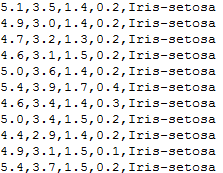 5.1,3.5,1.4,0.2,Iris-setosa
4.9,3.0,1.4,0.2,Iris-setosa
4.7,3.2,1.3,0.2,Iris-setosa
4.6,3.1,1.5,0.2,Iris-setosa
5.0,3.6,1.4,0.2,Iris-setosa
5.4,3.9,1.7,0.4,Iris-setosa
4.6,3.4,1.4,0.3,Iris-setosa
5.0,3.4,1.5,0.2,Iris-setosa
4.4,2.9,1.4,0.2,Iris-setosa
4.9,3.1,1.5,0.1,Iris-setosa
5.4,3.7,1.5,0.2,Iris-setosa